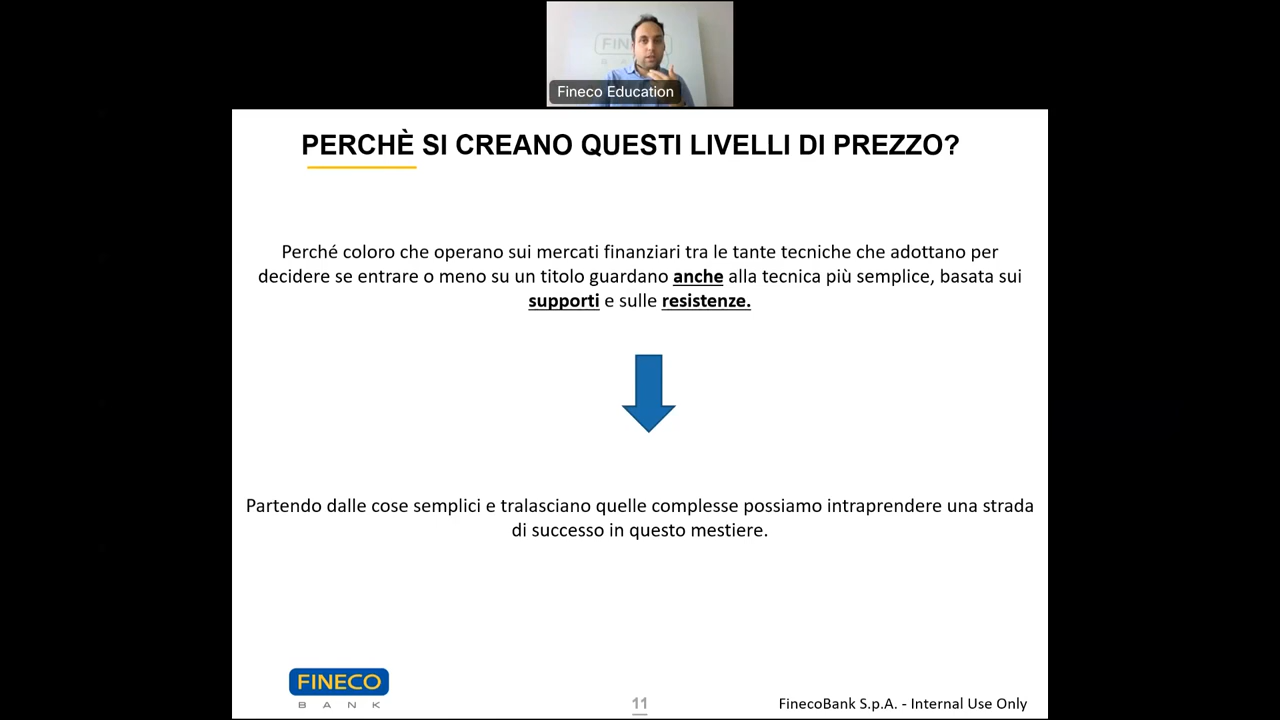 FINECO
Fineco Education
PERCHÈ SI CREANO QUESTI LIVELLI DI PREZZO?
Perché coloro che operano sui mercati finanziari tra le tante tecniche che adottano per
decidere se entrare o meno su un titolo guardano anche alla tecnica più semplice, basata sui
supporti e sulle resistenze.
Partendo dalle cose semplici e tralasciano quelle complesse possiamo intraprendere una strada
di successo in questo mestiere.
FINECO
BANK
11
FinecoBank S.p.A. - Internal Use Only